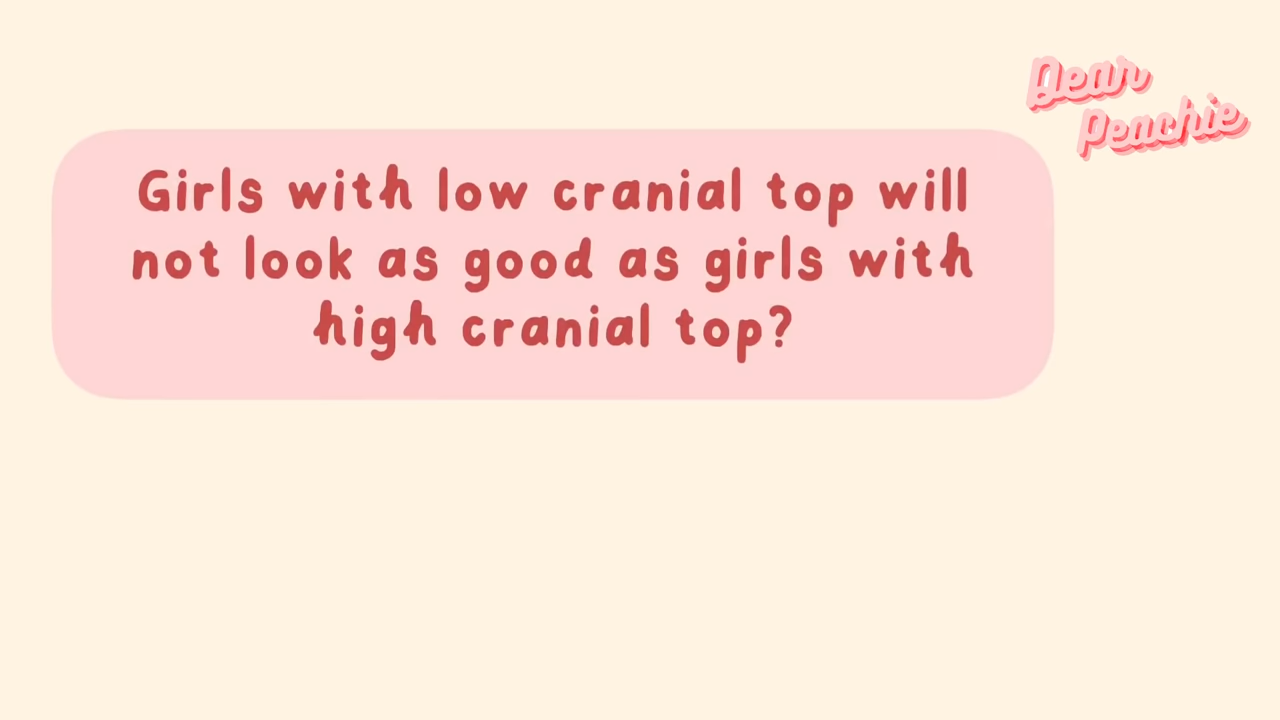 Dear
Peachie
Girls with low cranial top will
not look as good as girls with
high cranial top?